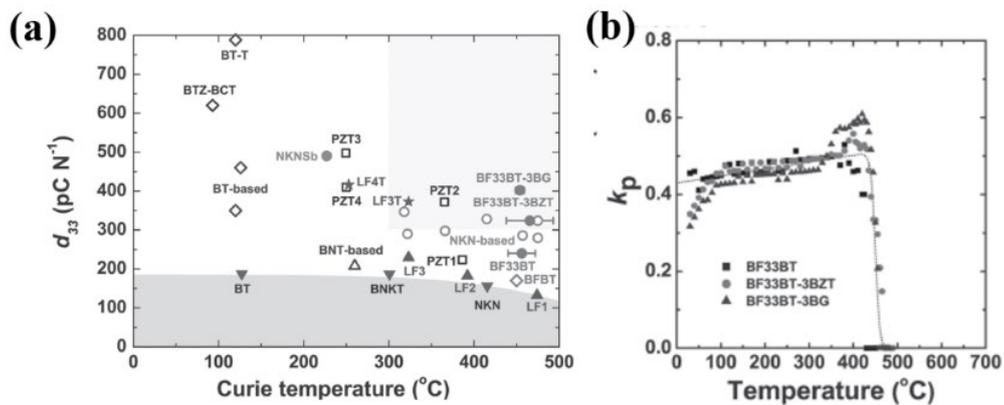 (a)
d33 (pC N-1)
800
700
600
500
400
300
200
100
0
BT-T
BTZ-BCT
PZT3
NKNSb
BT-based
LF4T
PZT4
LF3T
PZT2
BF33BT-3BG
BF33BT-3BZT
NKN-based
BNT-based
PZT1
LF3
BF33BT
BFBT
BT
BNKT
LF2
NKN
LF1
0 100 200 300 400 500
Curie temperature (°C)
(b)
kp
0.8
0.6
0.4
0.2
0.0
BF33BT
BF33BT-3BZT
BF33BT-3BG
0 100 200 300 400 500 600 700
Temperature (°C)